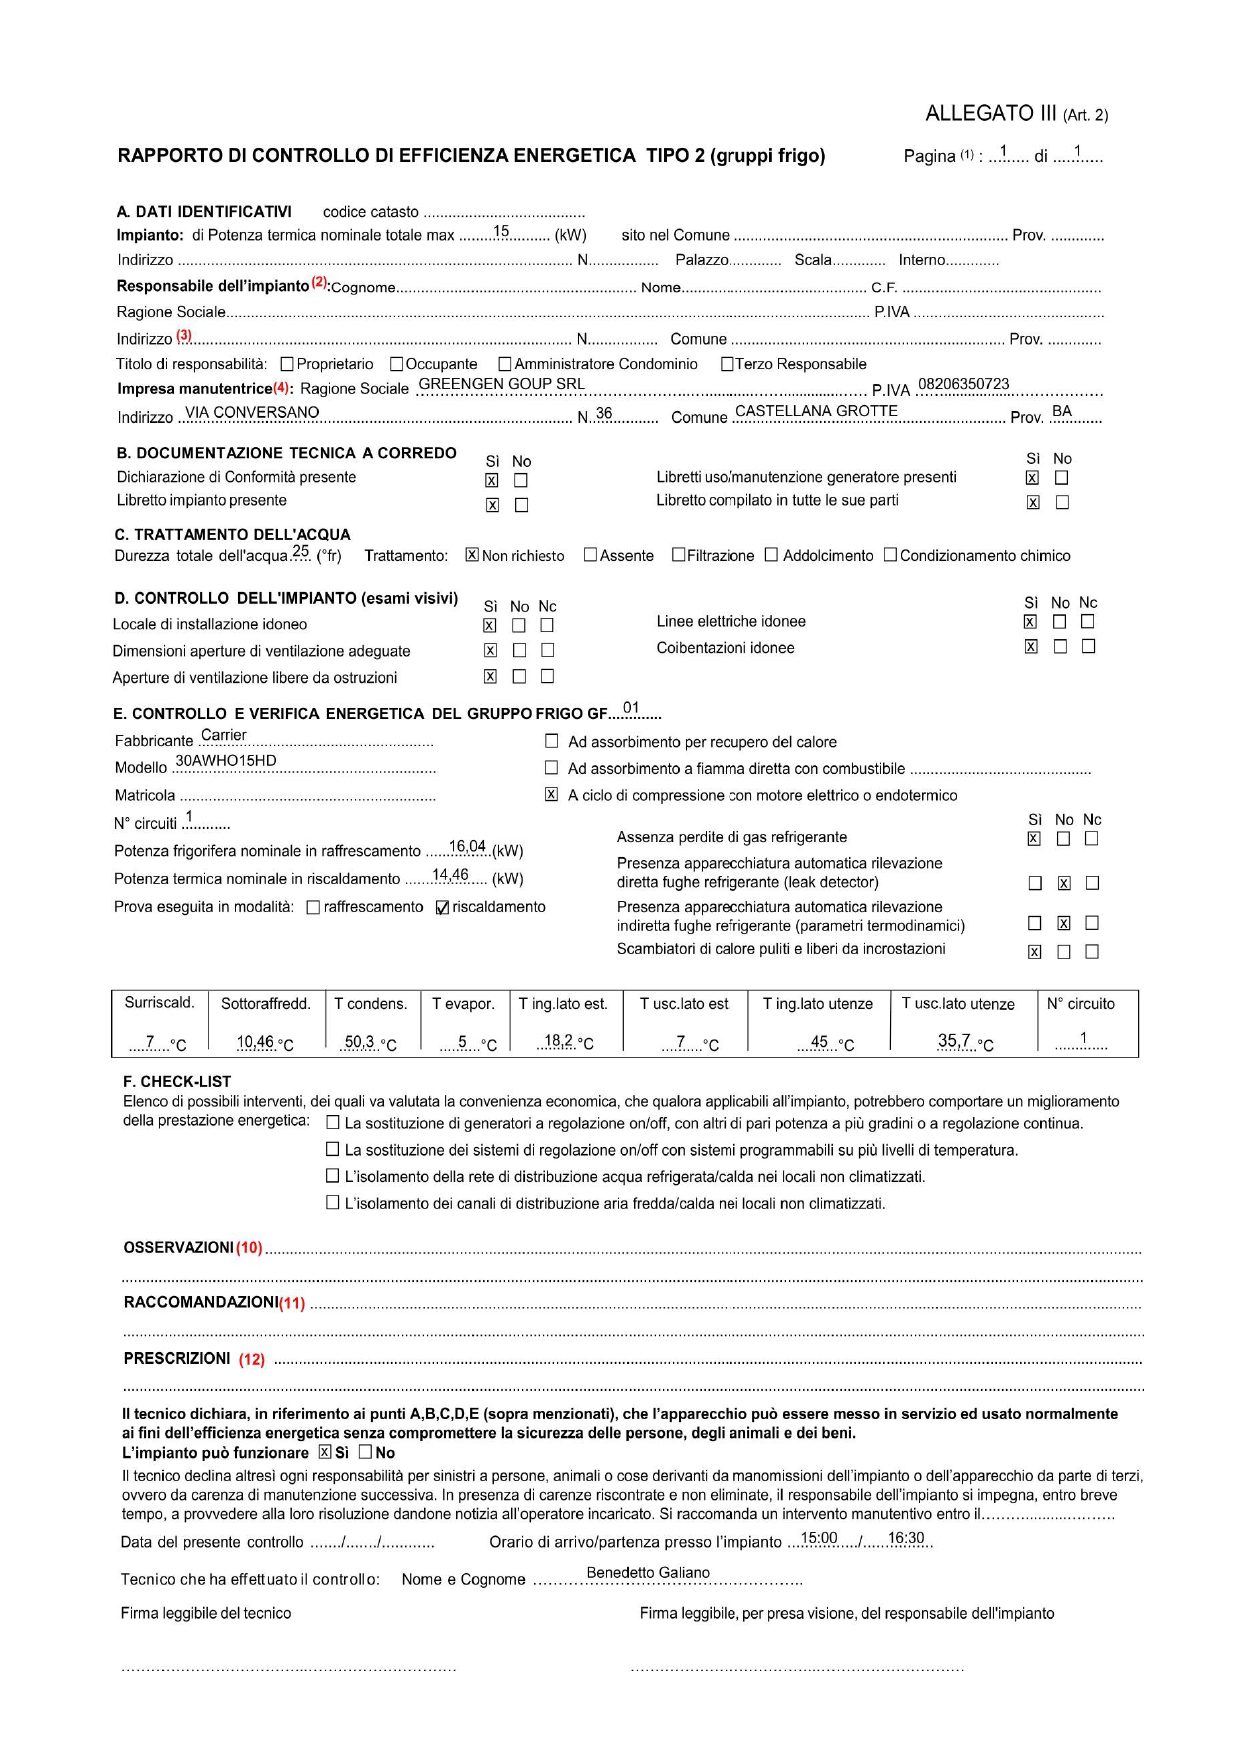 ALLEGATO III (Art. 2)
RAPPORTO DI CONTROLLO DI EFFICIENZA ENERGETICA TIPO 2 (gruppi frigo) Pagina (1) : ...1..... di .....1.....
A. DATI IDENTIFICATIVI codice catasto .......................................
Impianto: di Potenza termica nominale totale max ........15......... (kW) sito nel Comune .................................................................. Prov. .............
Indirizzo ................................................................................................ N................. Palazzo............. Scala............. Interno.............
Responsabile dell'impianto (2):Cognome.......................................................... Nome............................................. C.F. ................................................
Ragione Sociale............................................................................................................................................................ P.IVA ..............................................
Indirizzo (3)............................................................................................. N................. Comune .................................................................. Prov. .............
Titolo di responsabilità: ☐ Proprietario ☐ Occupante ☐ Amministratore Condominio ☐ Terzo Responsabile
Impresa manutentrice(4): Ragione Sociale GREENGEN GOUP SRL P.IVA 08206350723
Indirizzo VIA CONVERSANO N. 36 Comune CASTELLANA GROTTE Prov. BA
B. DOCUMENTAZIONE TECNICA A CORREDO Sì No Sì No
Dichiarazione di Conformità presente ☒ ☐ Libretti uso/manutenzione generatore presenti ☒ ☐
Libretto impianto presente ☒ ☐ Libretto compilato in tutte le sue parti ☒ ☐
C. TRATTAMENTO DELL'ACQUA
Durezza totale dell'acqua.25.. (°fr) Trattamento: ☒ Non richiesto ☐ Assente ☐ Filtrazione ☐ Addolcimento ☐ Condizionamento chimico
D. CONTROLLO DELL'IMPIANTO (esami visivi) Sì No Nc Sì No Nc
Locale di installazione idoneo ☒ ☐ ☐ Linee elettriche idonee ☒ ☐ ☐
Dimensioni aperture di ventilazione adeguate ☒ ☐ ☐ Coibentazioni idonee ☒ ☐ ☐
Aperture di ventilazione libere da ostruzioni ☒ ☐ ☐
E. CONTROLLO E VERIFICA ENERGETICA DEL GRUPPO FRIGO GF...01.......
Fabbricante Carrier ☐ Ad assorbimento per recupero del calore
Modello 30AWHO15HD ☐ Ad assorbimento a fiamma diretta con combustibile ............................................
Matricola .............................................................. ☒ A ciclo di compressione con motore elettrico o endotermico
N° circuiti .1..........
Sì No Nc
Assenza perdite di gas refrigerante ☒ ☐ ☐
Potenza frigorifera nominale in raffrescamento ......16,04.(kW)
Presenza apparecchiatura automatica rilevazione
diretta fughe refrigerante (leak detector) ☐ ☒ ☐
Potenza termica nominale in riscaldamento ......14,46.... (kW)
Prova eseguita in modalità: ☐ raffrescamento ☑ riscaldamento
Presenza apparecchiatura automatica rilevazione
indiretta fughe refrigerante (parametri termodinamici) ☐ ☒ ☐
Scambiatori di calore puliti e liberi da incrostazioni ☒ ☐ ☐
Surriscald. Sottoraffredd. T condens. T evapor. T ing.lato est. T usc.lato est T ing.lato utenze T usc.lato utenze N° circuito
7 °C 10,46 °C 50,3 °C 5 °C 18,2 °C 7 °C 45 °C 35,7 °C 1
F. CHECK-LIST
Elenco di possibili interventi, dei quali va valutata la convenienza economica, che qualora applicabili all'impianto, potrebbero comportare un miglioramento
della prestazione energetica: ☐ La sostituzione di generatori a regolazione on/off, con altri di pari potenza a più gradini o a regolazione continua.
☐ La sostituzione dei sistemi di regolazione on/off con sistemi programmabili su più livelli di temperatura.
☐ L'isolamento della rete di distribuzione acqua refrigerata/calda nei locali non climatizzati.
☐ L'isolamento dei canali di distribuzione aria fredda/calda nei locali non climatizzati.
OSSERVAZIONI (10)..........................................................................................
RACCOMANDAZIONI(11) ..........................................................................................
PRESCRIZIONI (12) ..........................................................................................
Il tecnico dichiara, in riferimento ai punti A,B,C,D,E (sopra menzionati), che l'apparecchio può essere messo in servizio ed usato normalmente
ai fini dell'efficienza energetica senza compromettere la sicurezza delle persone, degli animali e dei beni.
L'impianto può funzionare ☒ Sì ☐ No
Il tecnico declina altresì ogni responsabilità per sinistri a persone, animali o cose derivanti da manomissioni dell'impianto o dell'apparecchio da parte di terzi,
ovvero da carenza di manutenzione successiva. In presenza di carenze riscontrate e non eliminate, il responsabile dell'impianto si impegna, entro breve
tempo, a provvedere alla loro risoluzione dandone notizia all'operatore incaricato. Si raccomanda un intervento manutentivo entro il.........................
Data del presente controllo ......./......./............ Orario di arrivo/partenza presso l'impianto ...15:00...../......16:30..
Tecnico che ha effettuato il controllo: Nome e Cognome Benedetto Galiano
Firma leggibile del tecnico Firma leggibile, per presa visione, del responsabile dell'impianto